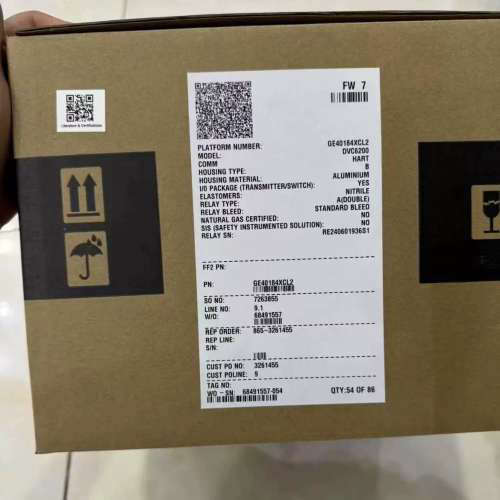 Literature & Certifications
FW 7
PLATFORM NUMBER: GE40184XCL2
MODEL: DVC6200
COMM HART
HOUSING TYPE: B
HOUSING MATERIAL: ALUMINIUM
I/O PACKAGE (TRANSMITTER/SWITCH): YES
ELASTOMERS: NITRILE
RELAY TYPE: A(DOUBLE)
RELAY BLEED: STANDARD BLEED
NATURAL GAS CERTIFIED: NO
SIS (SAFETY INSTRUMENTED SOLUTION): NO
RELAY SN: RE240601936S1
FF2 PN:
PN: GE40184XCL2
SO NO: 7263855
LINE NO: 9.1
W/O: 68491557
REP ORDER: 865-3261455
REP LINE:
S/N:
CUST PO NO: 3261455
CUST POLINE: 9
TAG NO:
WO - SN: 68491557-054
QTY:54 OF 86